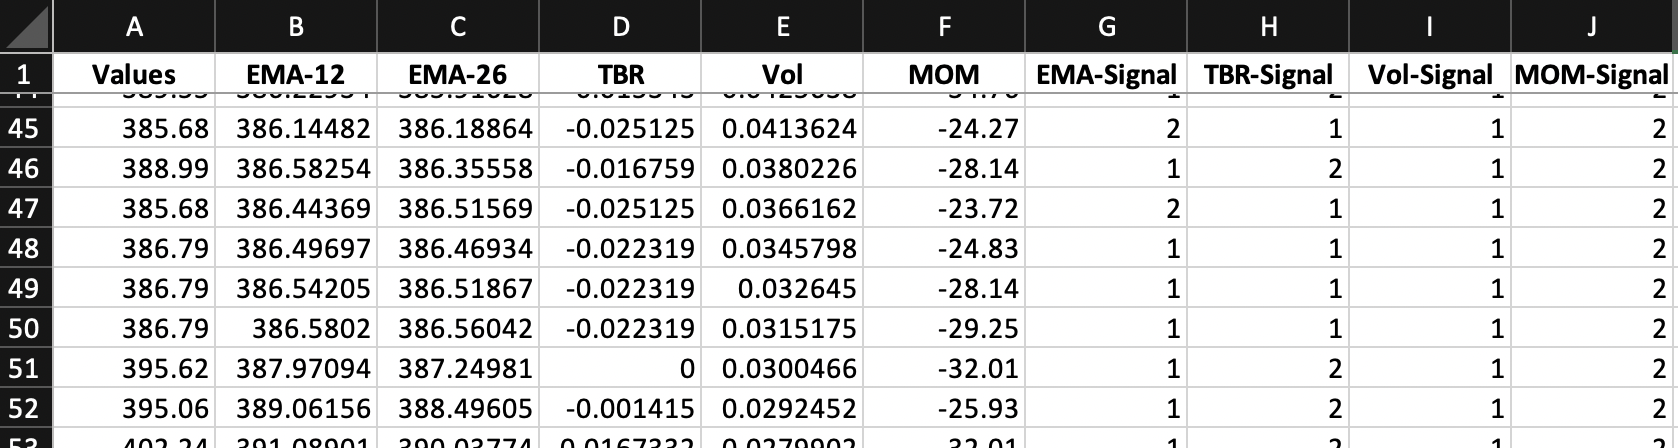 A B C D E F G H I J
1 Values EMA-12 EMA-26 TBR Vol MOM EMA-Signal TBR-Signal Vol-Signal MOM-Signal
45 385.68 386.14482 386.18864 -0.025125 0.0413624 -24.27 2 1 1 2
46 388.99 386.58254 386.35558 -0.016759 0.0380226 -28.14 1 2 1 2
47 385.68 386.44369 386.51569 -0.025125 0.0366162 -23.72 2 1 1 2
48 386.79 386.49697 386.46934 -0.022319 0.0345798 -24.83 1 1 1 2
49 386.79 386.54205 386.51867 -0.022319 0.032645 -28.14 1 1 1 2
50 386.79 386.5802 386.56042 -0.022319 0.0315175 -29.25 1 1 1 2
51 395.62 387.97094 387.24981 0 0.0300466 -32.01 1 2 1 2
52 395.06 389.06156 388.49605 -0.001415 0.0292452 -25.93 1 2 1 2